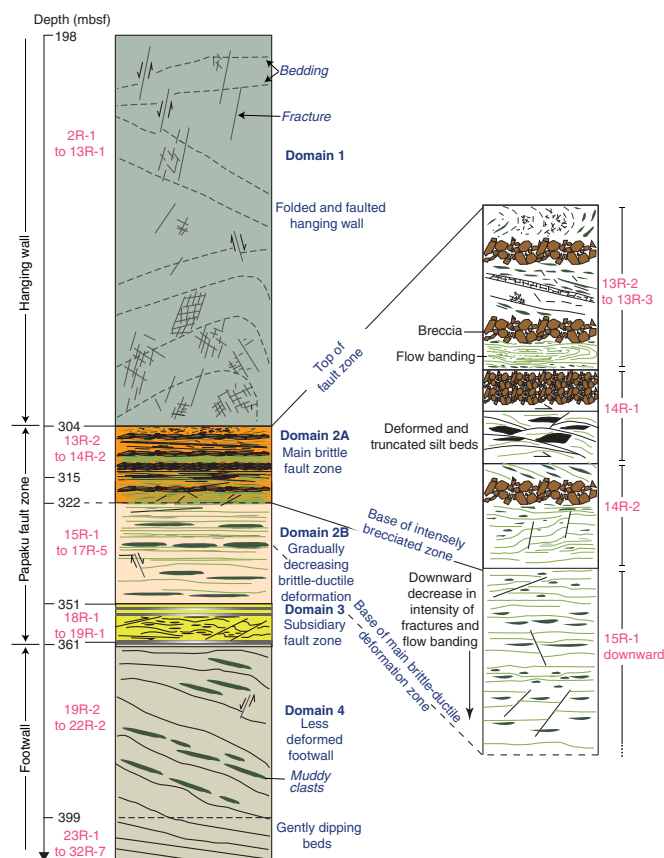 Depth (mbsf)
198
Hanging wall
2R-1
to 13R-1
Bedding
Fracture
Domain 1
Folded and faulted
hanging wall
Top of
fault zone
304
Papaku fault zone
13R-2
to 14R-2
315
322
Domain 2A
Main brittle
fault zone
15R-1
to 17R-5
Domain 2B
Gradually
decreasing
brittle-ductile
deformation
Base of intensely
brecciated zone
351
18R-1
to 19R-1
361
Domain 3
Subsidiary
fault zone
Base of main brittle-ductile
deformation zone
Footwall
19R-2
to 22R-2
Domain 4
Less
deformed
footwall
Muddy
clasts
399
23R-1
to 32R-7
Gently dipping
beds
Breccia
Flow banding
Deformed and
truncated silt beds
Downward
decrease in
intensity of
fractures and
flow banding
13R-2
to 13R-3
14R-1
14R-2
15R-1
downward